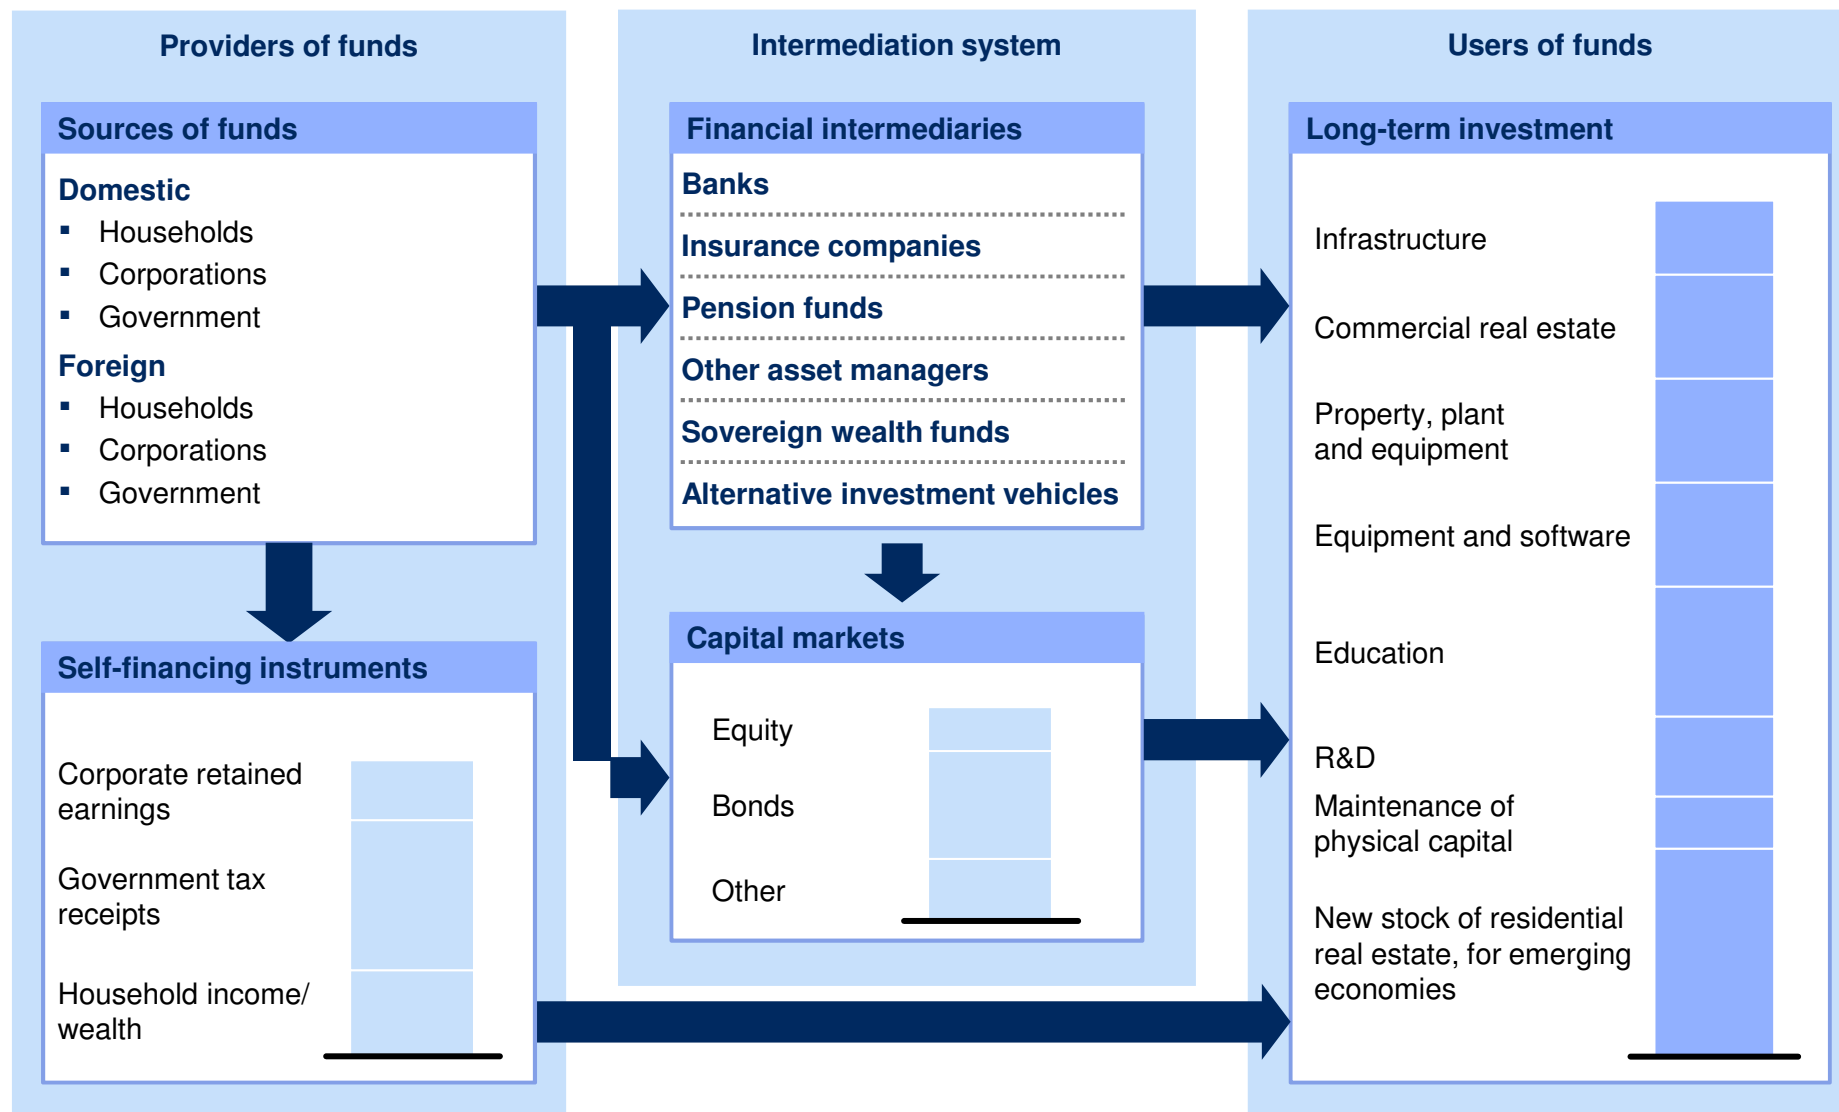 Providers of funds
Sources of funds
Domestic
▪ Households
▪ Corporations
▪ Government
Foreign
▪ Households
▪ Corporations
▪ Government
Self-financing instruments
Corporate retained
earnings
Government tax
receipts
Household income/
wealth
Intermediation system
Financial intermediaries
Banks
Insurance companies
Pension funds
Other asset managers
Sovereign wealth funds
Alternative investment vehicles
Capital markets
Equity
Bonds
Other
Users of funds
Long-term investment
Infrastructure
Commercial real estate
Property, plant
and equipment
Equipment and software
Education
R&D
Maintenance of
physical capital
New stock of residential
real estate, for emerging
economies